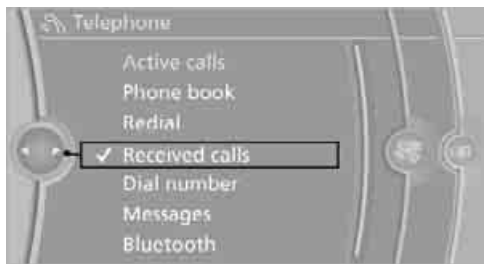 Telephone
Active calls
Phone book
Redial
✓ Received calls
Dial number
Messages
Bluetooth